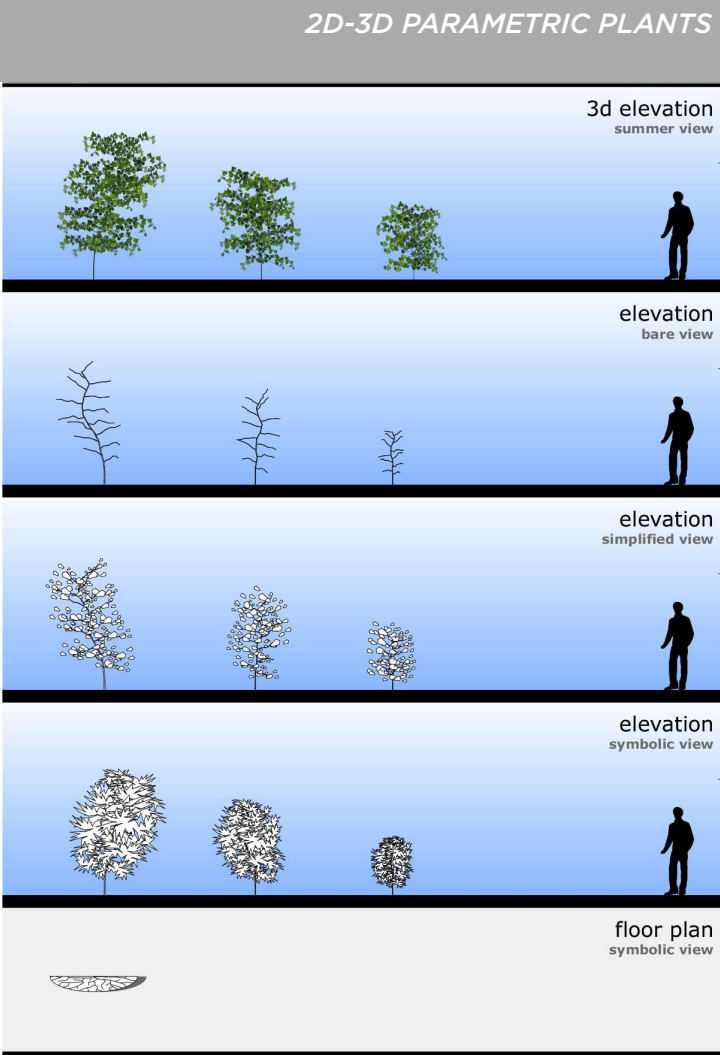 2D-3D PARAMETRIC PLANTS
3d elevation
summer view
elevation
bare view
elevation
simplified view
elevation
symbolic view
floor plan
symbolic view